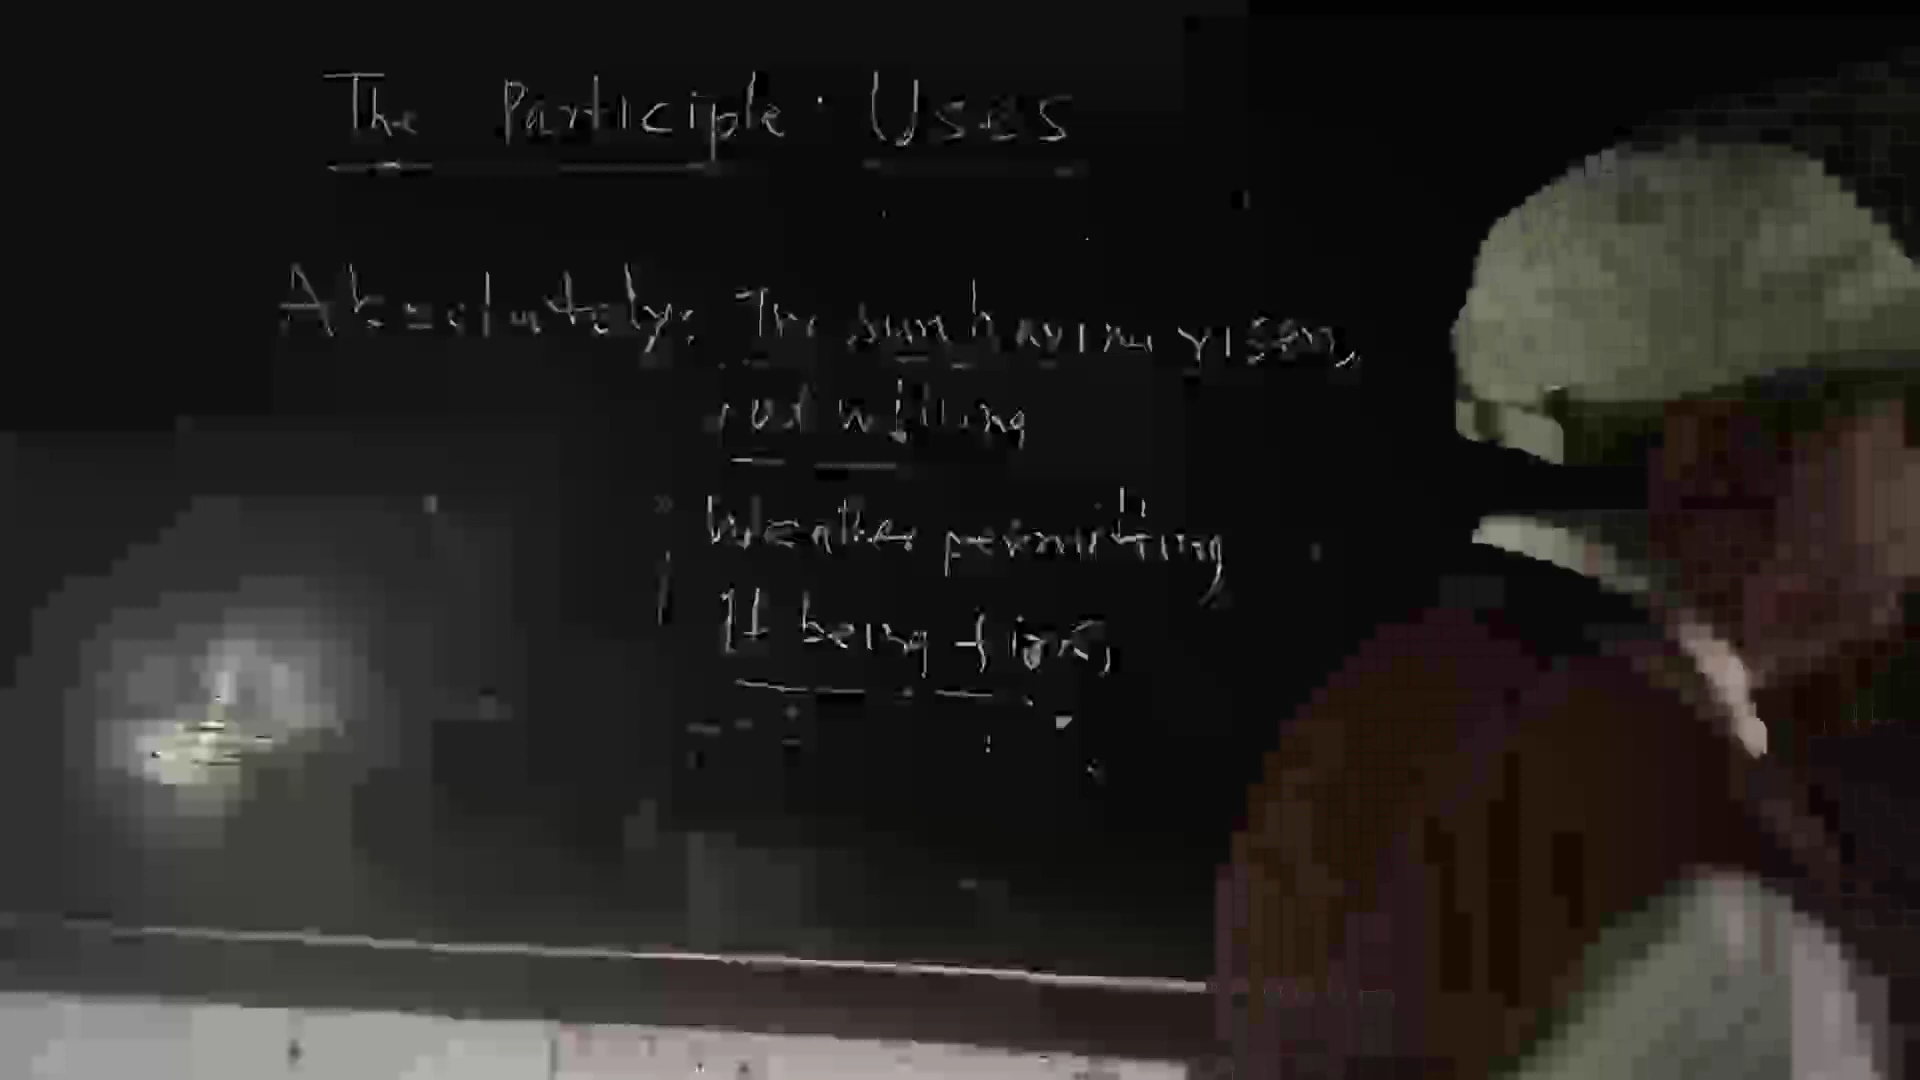 The Participle: Uses
Absolutely: The sun having risen,
Weather permitting
It being fine,